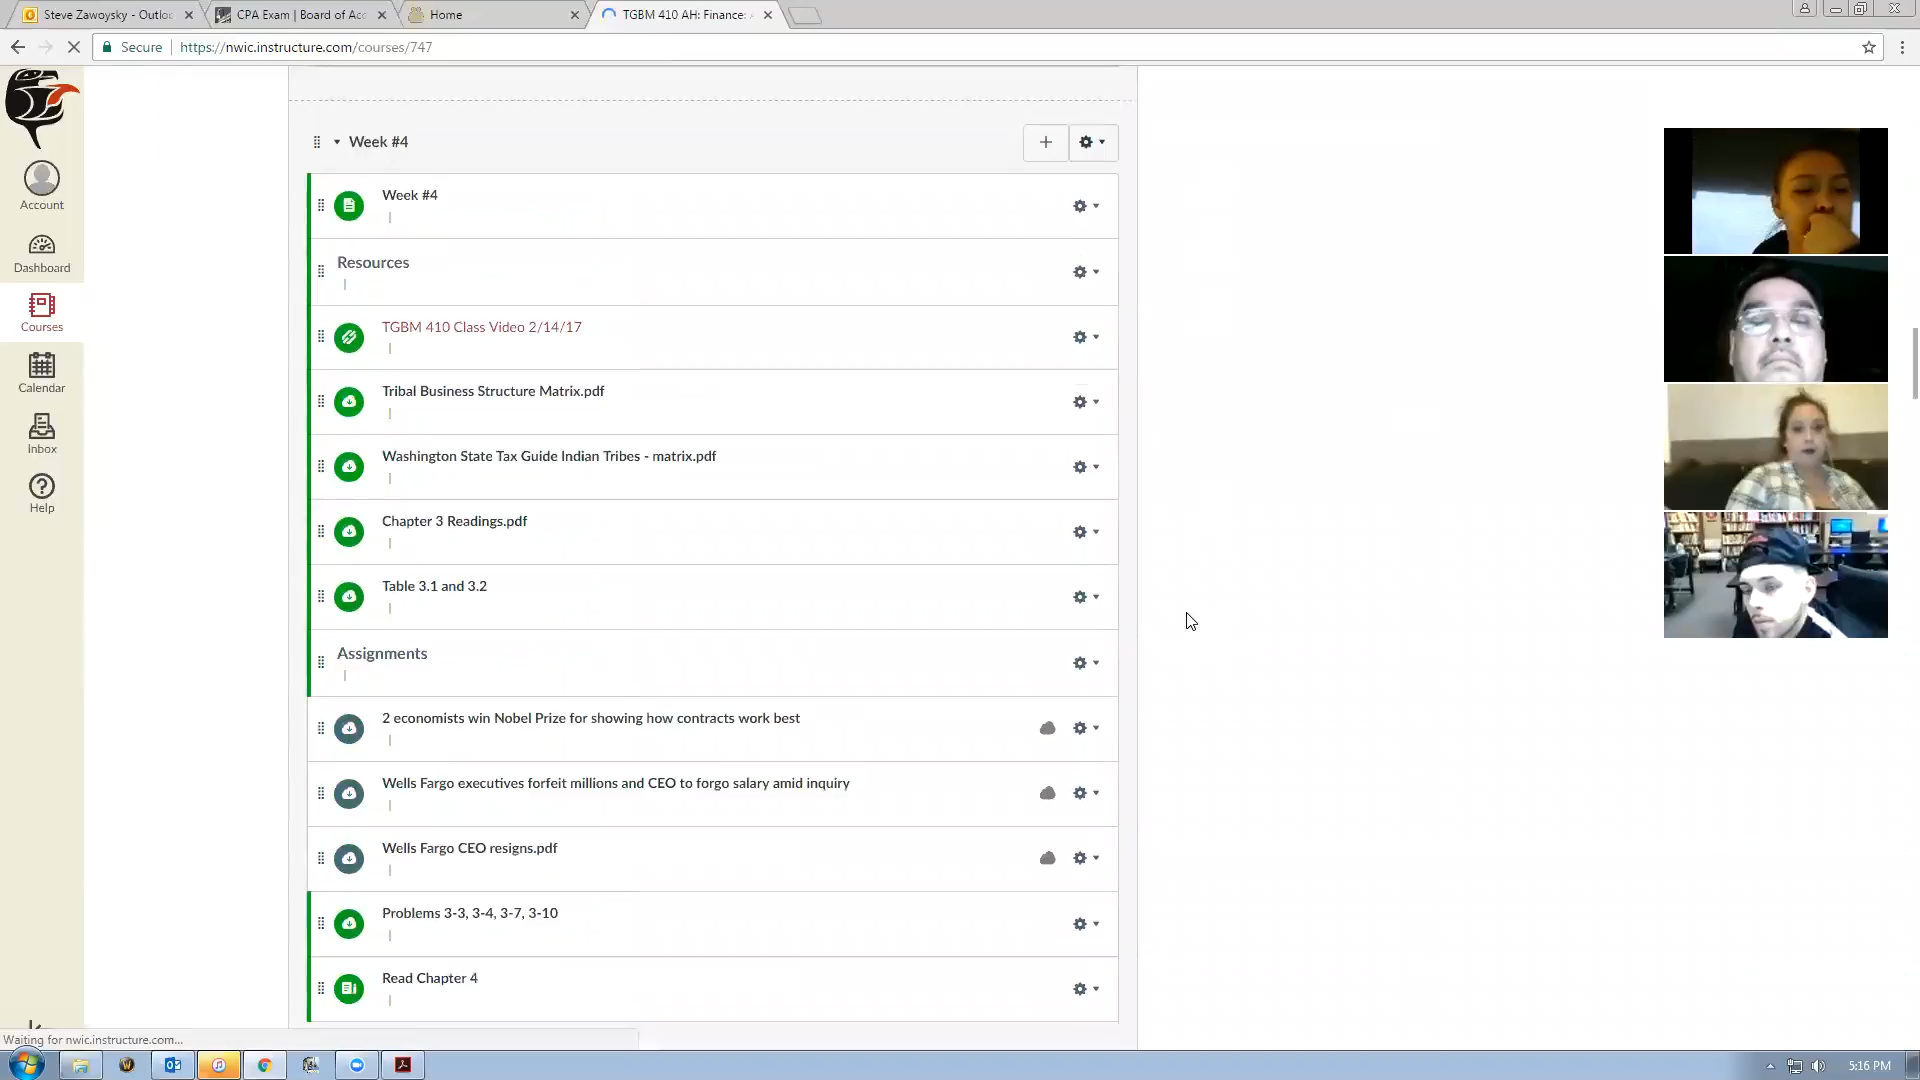 Steve Zawoysky - Outlo
CPA Exam | Board of Acc
Home
TGBM 410 AH: Finance:
Secure
https://nwic.instructure.com/courses/747
Week #4
Account
Week #4
Dashboard
Resources
Courses
TGBM 410 Class Video 2/14/17
Calendar
Tribal Business Structure Matrix.pdf
Inbox
Washington State Tax Guide Indian Tribes - matrix.pdf
Help
Chapter 3 Readings.pdf
Table 3.1 and 3.2
Assignments
2 economists win Nobel Prize for showing how contracts work best
Wells Fargo executives forfeit millions and CEO to forgo salary amid inquiry
Wells Fargo CEO resigns.pdf
Problems 3-3, 3-4, 3-7, 3-10
Read Chapter 4
Waiting for nwic.instructure.com...
5:16 PM